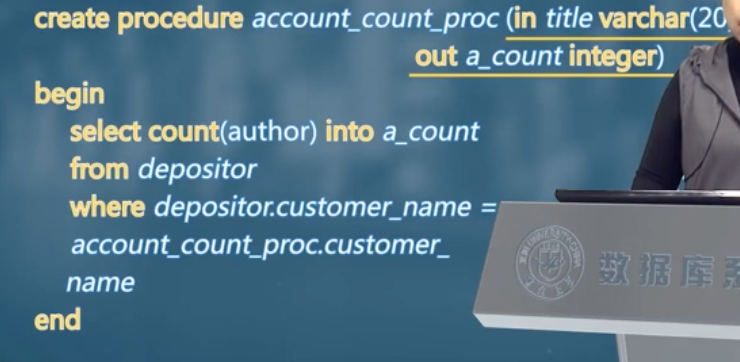 create procedure account_count_proc (in title varchar(20
out a_count integer)
begin
select count(author) into a_count
from depositor
where depositor.customer_name =
account_count_proc.customer_
name
end
数据库系